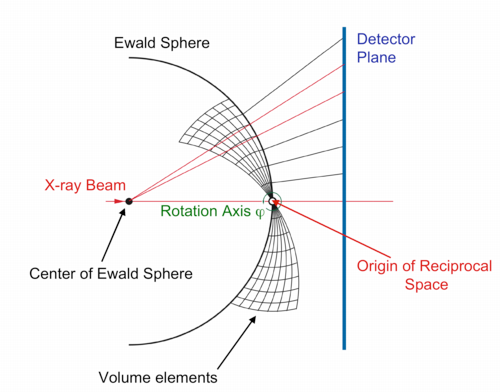 Ewald Sphere
Detector
Plane
X-ray Beam
Rotation Axis φ
Center of Ewald Sphere
Origin of Reciprocal
Space
Volume elements